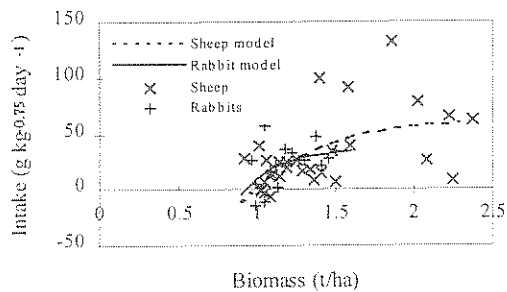 150
100
50
0
-50
0 0.5 1 1.5 2 2.5
Intake (g kg-0.75 day -1)
Biomass (t/ha)
Sheep model
Rabbit model
Sheep
Rabbits